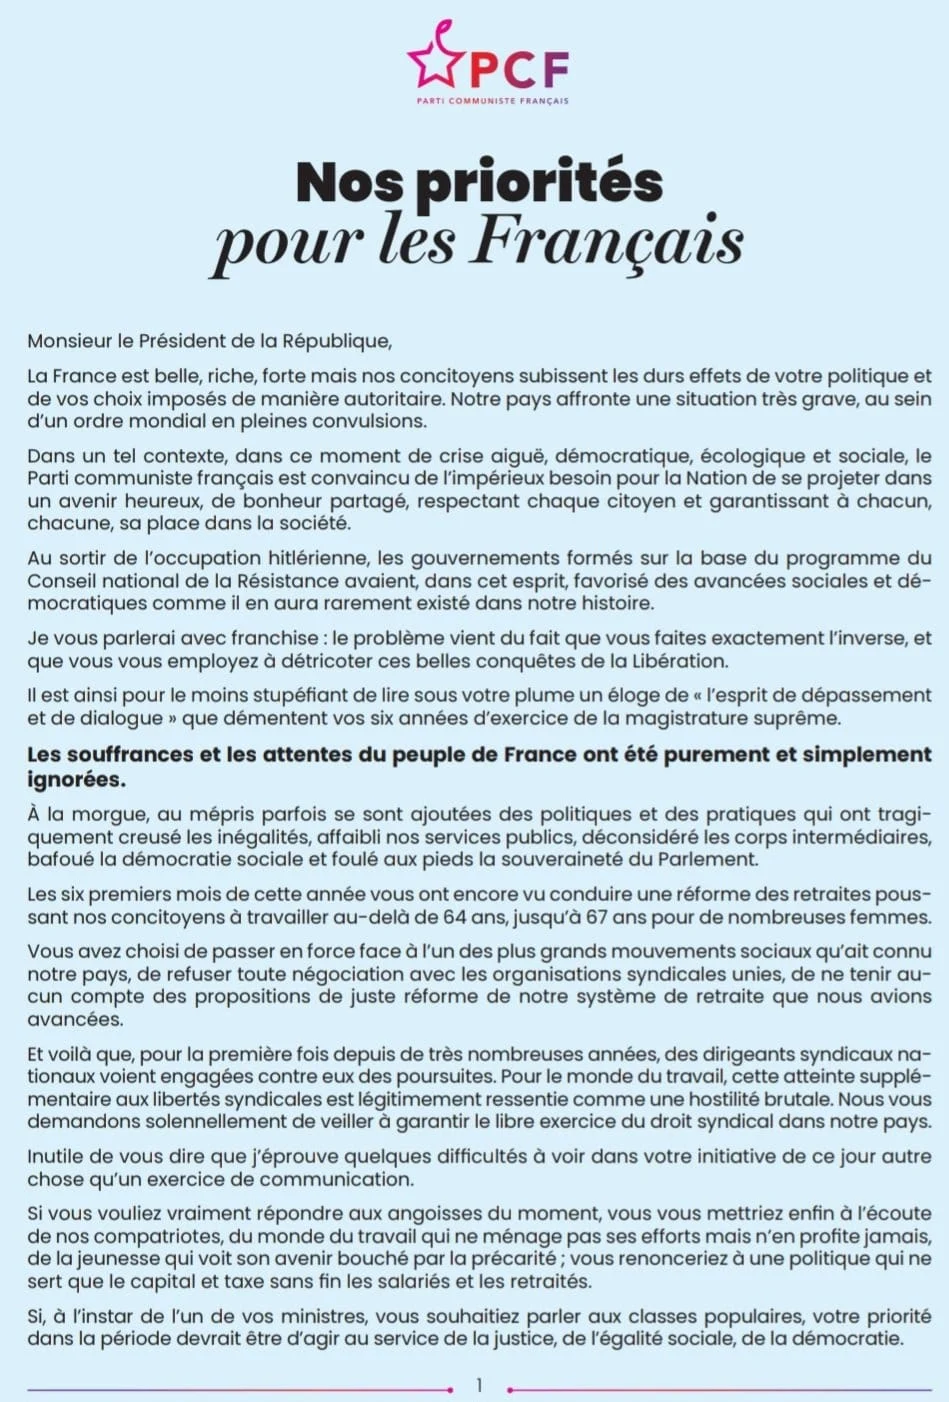 PCF
PARTI COMMUNISTE FRANÇAIS
Nos priorités
pour les Français
Monsieur le Président de la République,
La France est belle, riche, forte mais nos concitoyens subissent les durs effets de votre politique et
de vos choix imposés de manière autoritaire. Notre pays affronte une situation très grave, au sein
d’un ordre mondial en pleines convulsions.
Dans un tel contexte, dans ce moment de crise aiguë, démocratique, écologique et sociale, le
Parti communiste français est convaincu de l’impérieux besoin pour la Nation de se projeter dans
un avenir heureux, de bonheur partagé, respectant chaque citoyen et garantissant à chacun,
chacune, sa place dans la société.
Au sortir de l’occupation hitlérienne, les gouvernements formés sur la base du programme du
Conseil national de la Résistance avaient, dans cet esprit, favorisé des avancées sociales et dé-
mocratiques comme il en aura rarement existé dans notre histoire.
Je vous parlerai avec franchise : le problème vient du fait que vous faites exactement l’inverse, et
que vous vous employez à détricoter ces belles conquêtes de la Libération.
Il est ainsi pour le moins stupéfiant de lire sous votre plume un éloge de « l’esprit de dépassement
et de dialogue » que démentent vos six années d’exercice de la magistrature suprême.
Les souffrances et les attentes du peuple de France ont été purement et simplement
ignorées.
À la morgue, au mépris parfois se sont ajoutées des politiques et des pratiques qui ont tragi-
quement creusé les inégalités, affaibli nos services publics, déconsidéré les corps intermédiaires,
bafoué la démocratie sociale et foulé aux pieds la souveraineté du Parlement.
Les six premiers mois de cette année vous ont encore vu conduire une réforme des retraites pous-
sant nos concitoyens à travailler au-delà de 64 ans, jusqu’à 67 ans pour de nombreuses femmes.
Vous avez choisi de passer en force face à l’un des plus grands mouvements sociaux qu’ait connu
notre pays, de refuser toute négociation avec les organisations syndicales unies, de ne tenir au-
cun compte des propositions de juste réforme de notre système de retraite que nous avions
avancées.
Et voilà que, pour la première fois depuis de très nombreuses années, des dirigeants syndicaux na-
tionaux voient engagées contre eux des poursuites. Pour le monde du travail, cette atteinte supplé-
mentaire aux libertés syndicales est légitimement ressentie comme une hostilité brutale. Nous vous
demandons solennellement de veiller à garantir le libre exercice du droit syndical dans notre pays.
Inutile de vous dire que j’éprouve quelques difficultés à voir dans votre initiative de ce jour autre
chose qu’un exercice de communication.
Si vous vouliez vraiment répondre aux angoisses du moment, vous vous mettriez enfin à l’écoute
de nos compatriotes, du monde du travail qui ne ménage pas ses efforts mais n’en profite jamais,
de la jeunesse qui voit son avenir bouché par la précarité ; vous renonceriez à une politique qui ne
sert que le capital et taxe sans fin les salariés et les retraités.
Si, à l’instar de l’un de vos ministres, vous souhaitiez parler aux classes populaires, votre priorité
dans la période devrait être d’agir au service de la justice, de l’égalité sociale, de la démocratie.
1